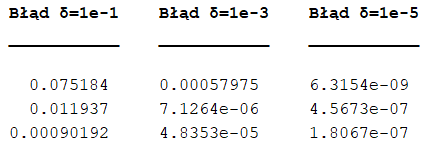 Błąd δ=1e-1 Błąd δ=1e-3 Błąd δ=1e-5
0.075184 0.00057975 6.3154e-09
0.011937 7.1264e-06 4.5673e-07
0.00090192 4.8353e-05 1.8067e-07